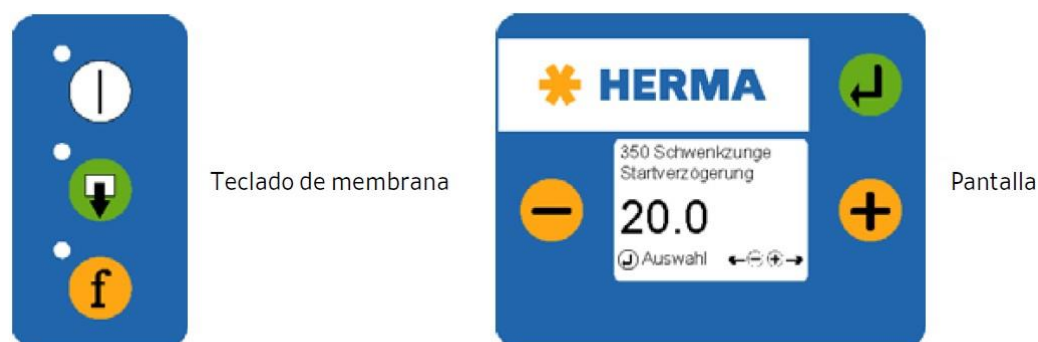 f
Teclado de membrana
HERMA
350 Schwenkzunge
Startverzögerung
20.0
Auswahl
Pantalla